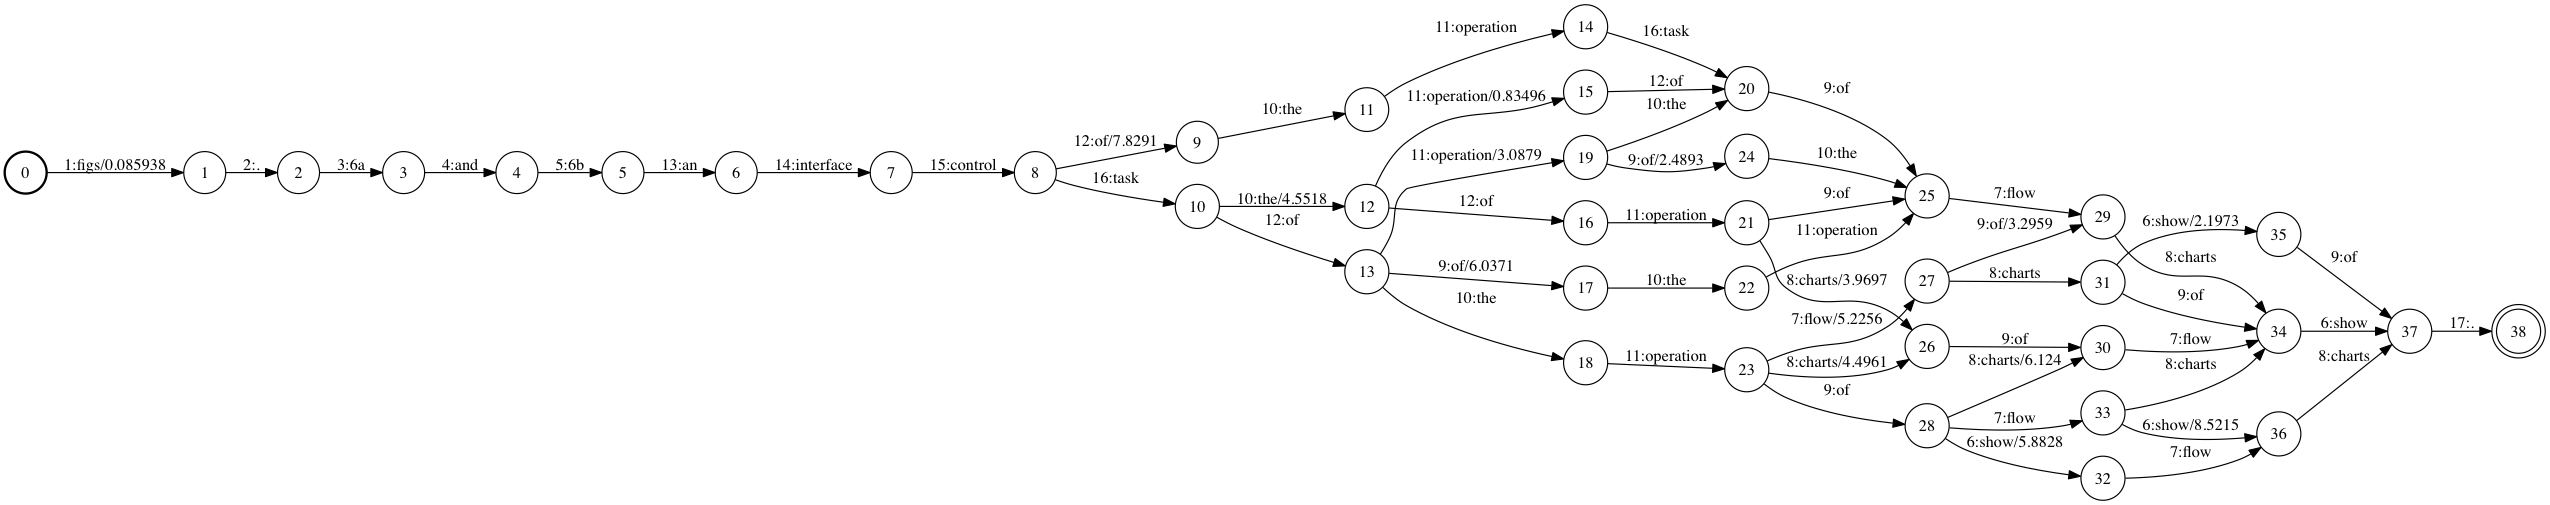 0 1:figs/0.085938 1 2:. 2 3:6a 3 4:and 4 5:6b 5 13:an 6 14:interface 7 15:control 8
12:of/7.8291 9 10:the 11 11:operation 14 16:task 20 9:of
16:task 10 10:the/4.5518 12 11:operation/0.83496 15 12:of
12:of 13 11:operation/3.0879 19 10:the
9:of/2.4893 24 10:the 25 7:flow 29 8:charts
12:of 16 11:operation 21 9:of
8:charts/3.9697
9:of/6.0371 17 10:the 22 11:operation
10:the 18 11:operation 23 7:flow/5.2256 27 9:of/3.2959
8:charts 31 6:show/2.1973 35 9:of
9:of 34 6:show 37 17:. 38
8:charts/4.4961 26 9:of 30 7:flow
9:of 28 8:charts/6.124
7:flow 33 8:charts
6:show/8.5215 36 8:charts
6:show/5.8828 32 7:flow